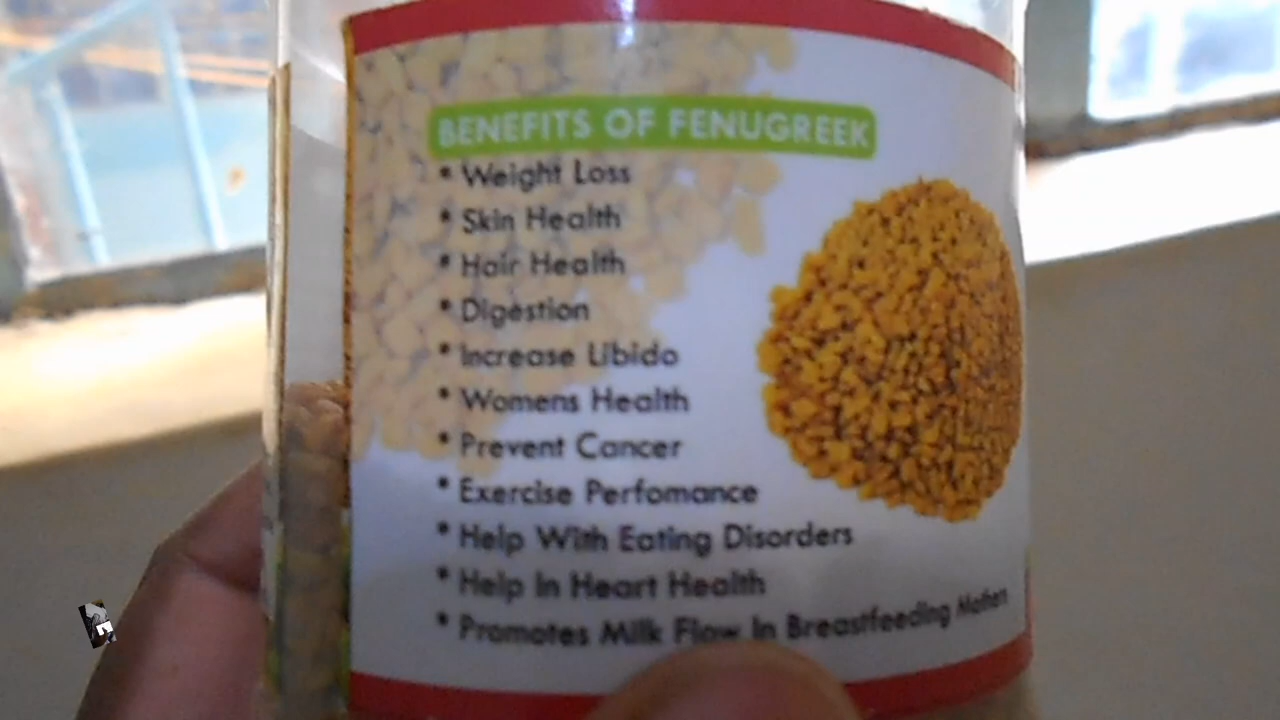 BENEFITS OF FENUGREEK
• Weight Loss
• Skin Health
• Hair Health
• Digestion
• Increase Libido
• Womens Health
• Prevent Cancer
• Exercise Perfomance
• Help With Eating Disorders
• Help In Heart Health
• Promotes Milk Flow In Breastfeeding Mothers